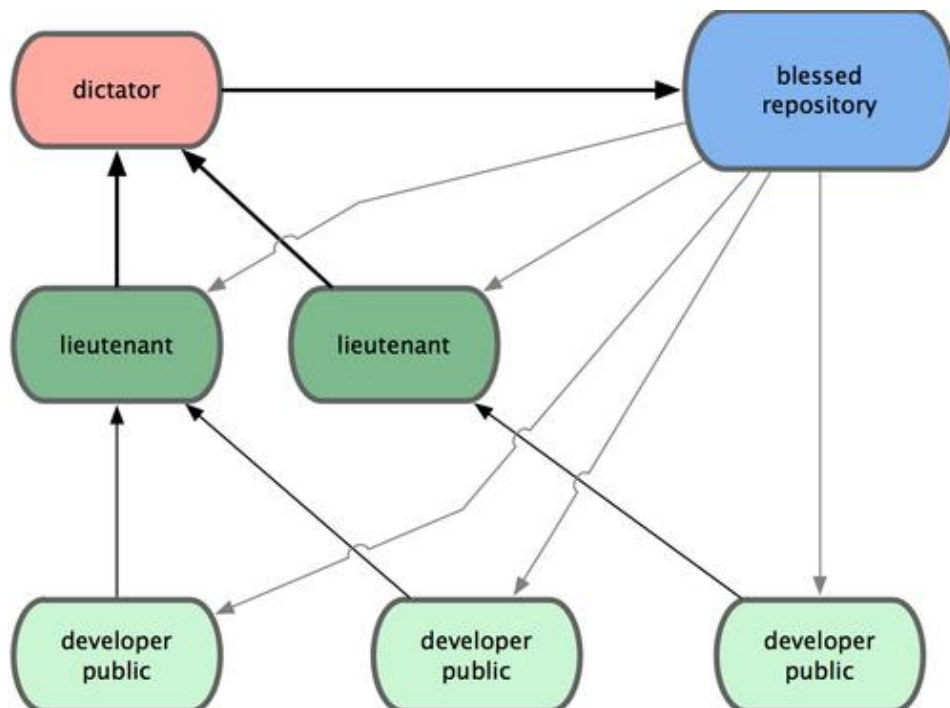 dictator
blessed
repository
lieutenant
lieutenant
developer
public
developer
public
developer
public